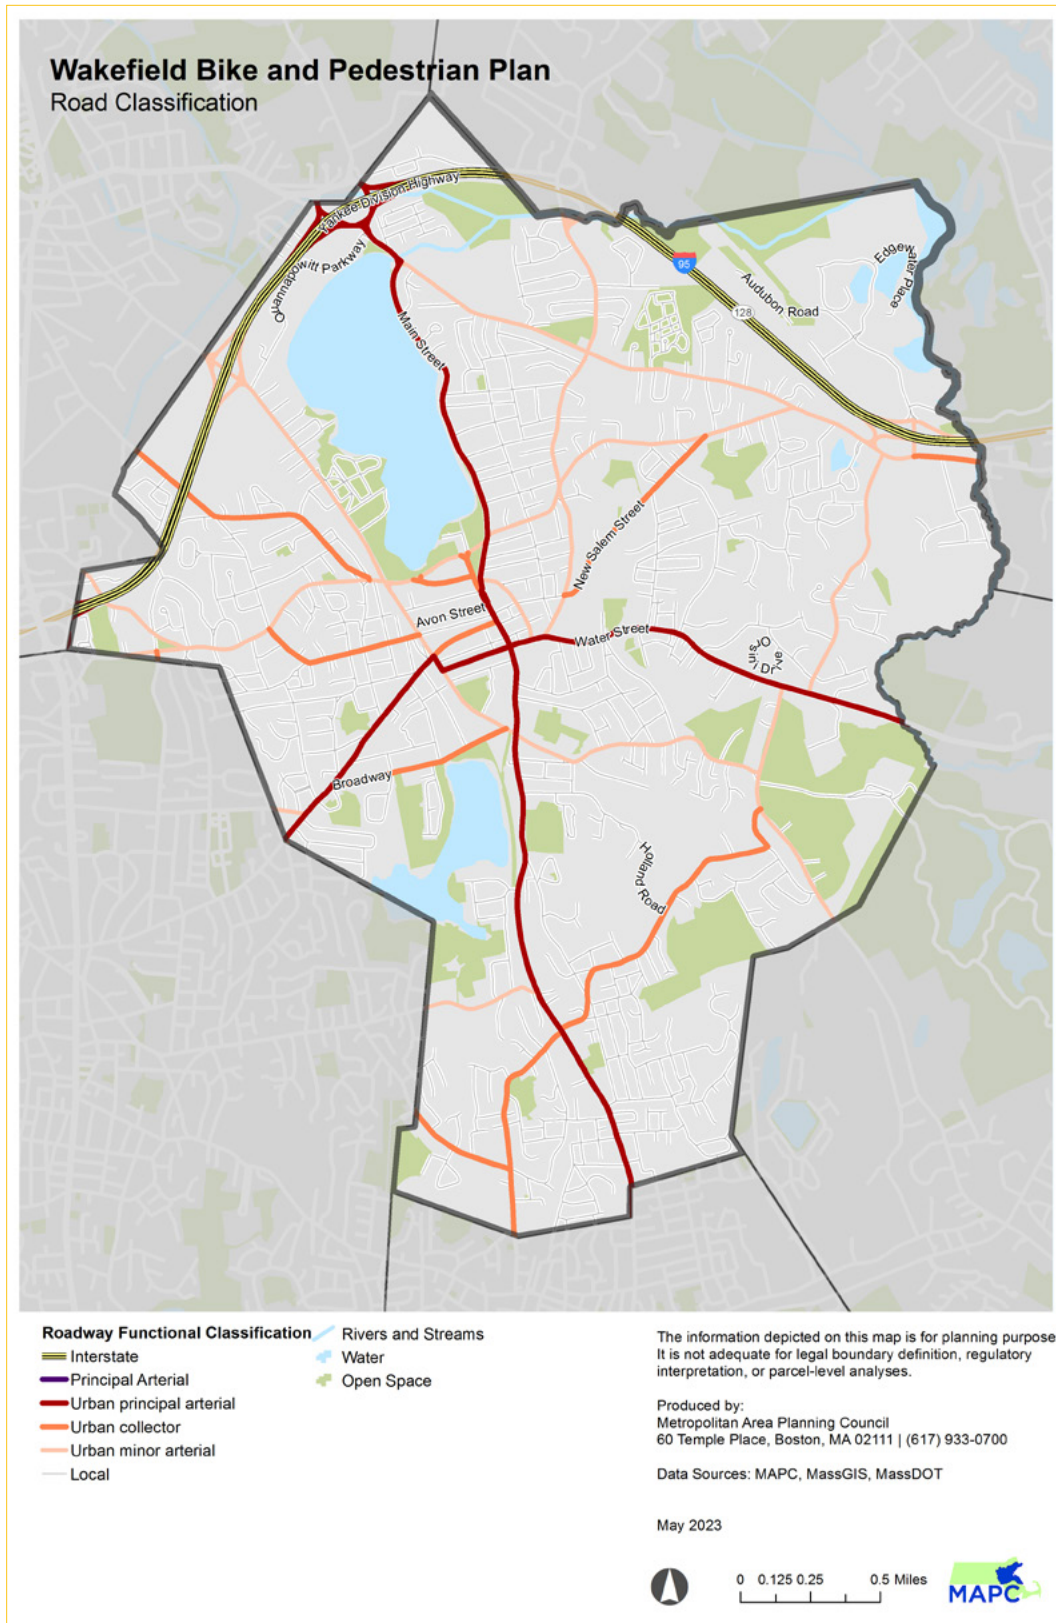 Wakefield Bike and Pedestrian Plan
Road Classification
Yankee Division Highway
Quannapowitt Parkway
Main Street
95
128
Audubon Road
Edgewater Place
New Salem Street
Avon Street
Water Street
Orsini Drive
Broadway
Holland Road
Roadway Functional Classification
Interstate
Principal Arterial
Urban principal arterial
Urban collector
Urban minor arterial
Local
Rivers and Streams
Water
Open Space
The information depicted on this map is for planning purpose
It is not adequate for legal boundary definition, regulatory
interpretation, or parcel-level analyses.
Produced by:
Metropolitan Area Planning Council
60 Temple Place, Boston, MA 02111 | (617) 933-0700
Data Sources: MAPC, MassGIS, MassDOT
May 2023
0 0.125 0.25 0.5 Miles
MAPC